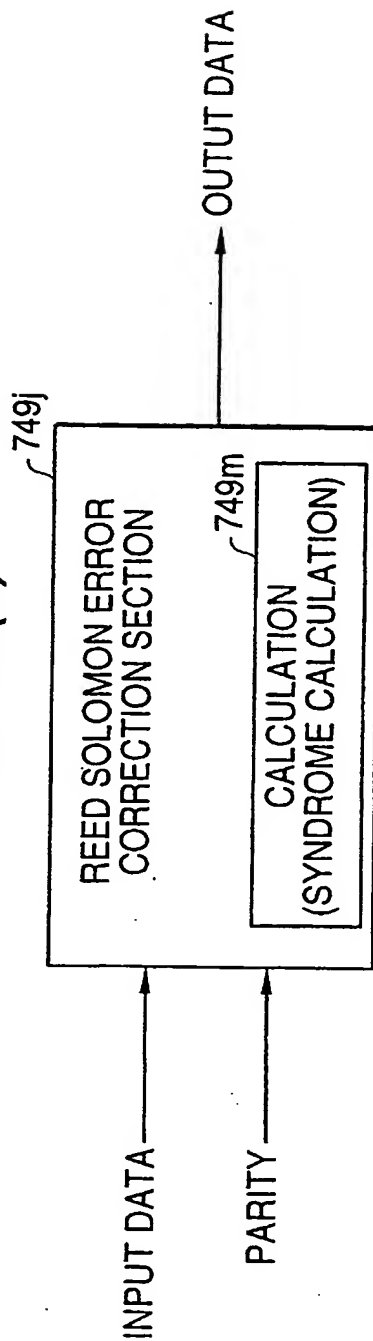 749j
REED SOLOMON ERROR
CORRECTION SECTION
749m
CALCULATION
(SYNDROME CALCULATION)
INPUT DATA
PARITY
OUTUT DATA